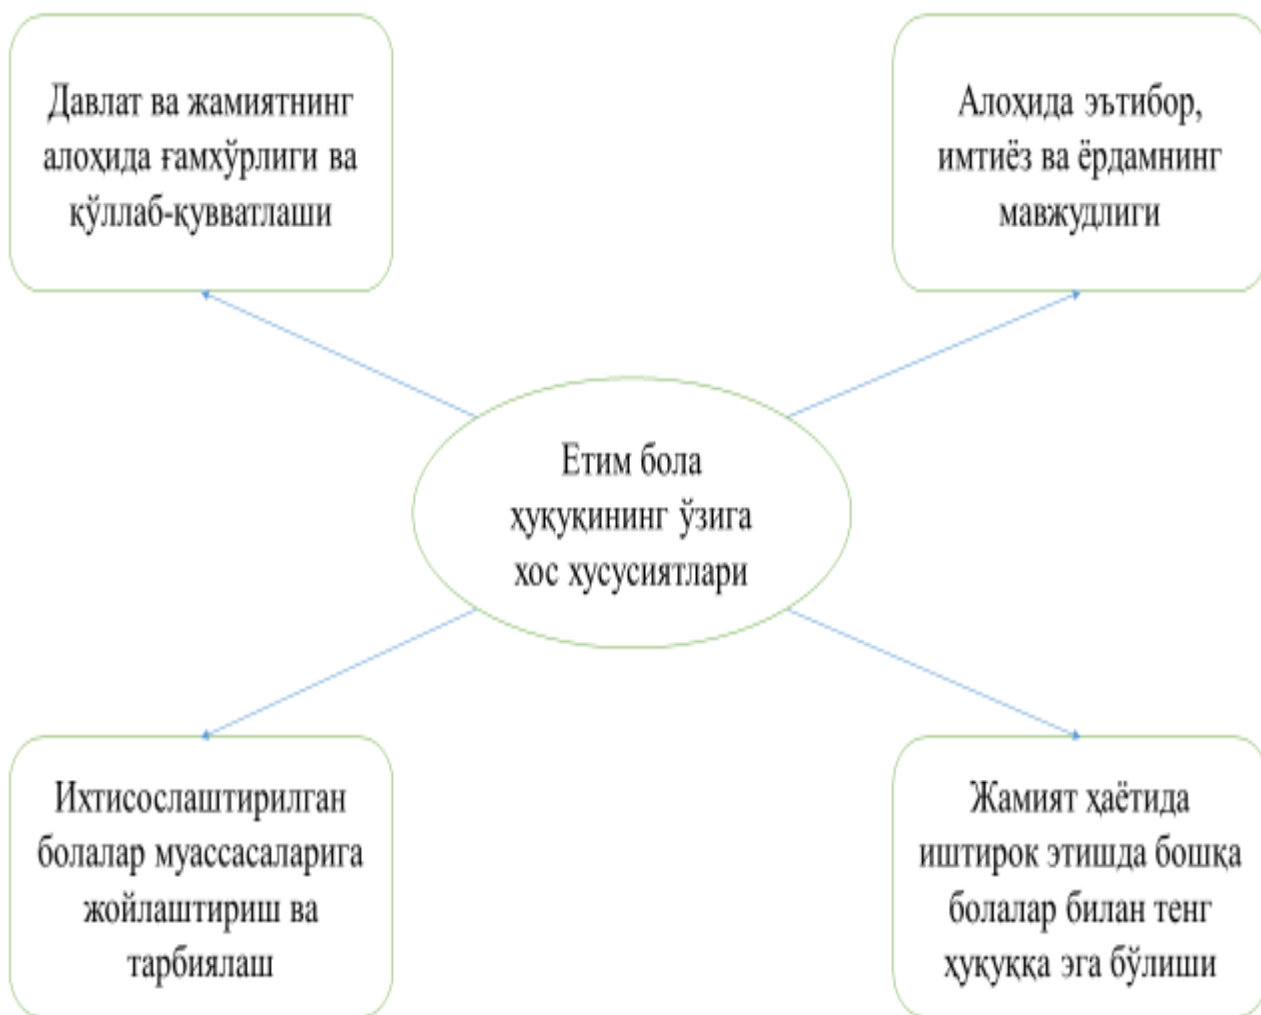 Давлат ва жамиятнинг
алоҳида ғамхўрлиги ва
қўллаб-қувватлаши
Алоҳида эътибор,
имтиёз ва ёрдамнинг
мавжудлиги
Етим бола
ҳуқуқининг ўзига
хос хусусиятлари
Ихтисослаштирилган
болалар муассасаларига
жойлаштириш ва
тарбиялаш
Жамият ҳаётида
иштирок этишда бошқа
болалар билан тенг
ҳуқуққа эга бўлиши